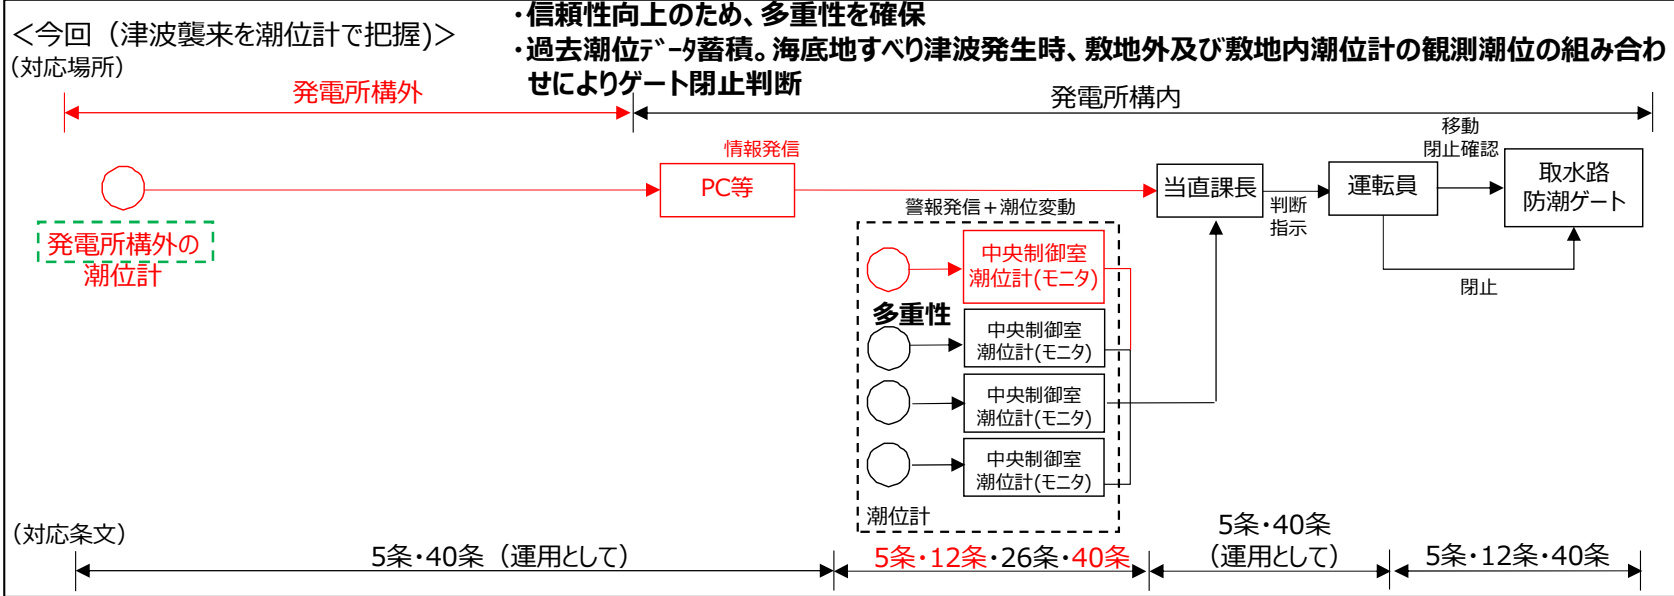 ＜今回（津波襲来を潮位計で把握)＞
・信頼性向上のため、多重性を確保
・過去潮位ﾃﾞｰﾀ蓄積。海底地すべり津波発生時、敷地外及び敷地内潮位計の観測潮位の組み合わ
せによりゲート閉止判断
（対応場所）
発電所構外
発電所構内
情報発信
PC等
発電所構外の
潮位計
警報発信＋潮位変動
中央制御室
潮位計(モニタ)
多重性
中央制御室
潮位計(モニタ)
中央制御室
潮位計(モニタ)
中央制御室
潮位計(モニタ)
潮位計
当直課長
判断
指示
運転員
移動
閉止確認
取水路
防潮ゲート
閉止
（対応条文）
5条・40条（運用として）
5条・12条・26条・40条
5条・40条
（運用として）
5条・12条・40条